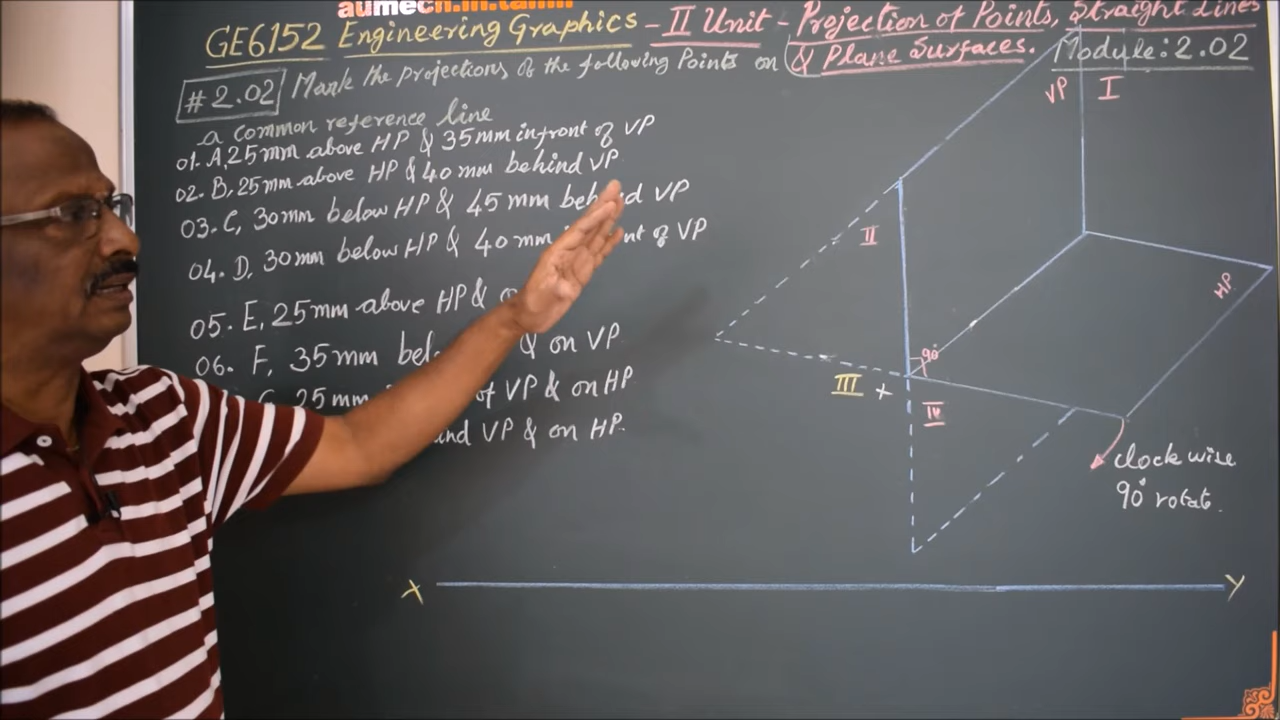 aumech.in.tamil
GE6152 Engineering Graphics - II Unit - Projection of Points, Straight Lines
& Plane Surfaces. Module: 2.02
#2.02 Mark the projections of the following Points on
a common reference line
01. A, 25mm above HP & 35mm infront of VP
02. B, 25mm above HP & 40mm behind VP
03. C, 30mm below HP & 45mm behind VP
04. D, 30mm below HP & 40mm of VP
05. E, 25mm above HP &
06. F, 35mm & on VP
25mm of VP & on HP
VP & on HP.
VP I
II
HP
90°
III + IV
clockwise
90° rotate.
X Y